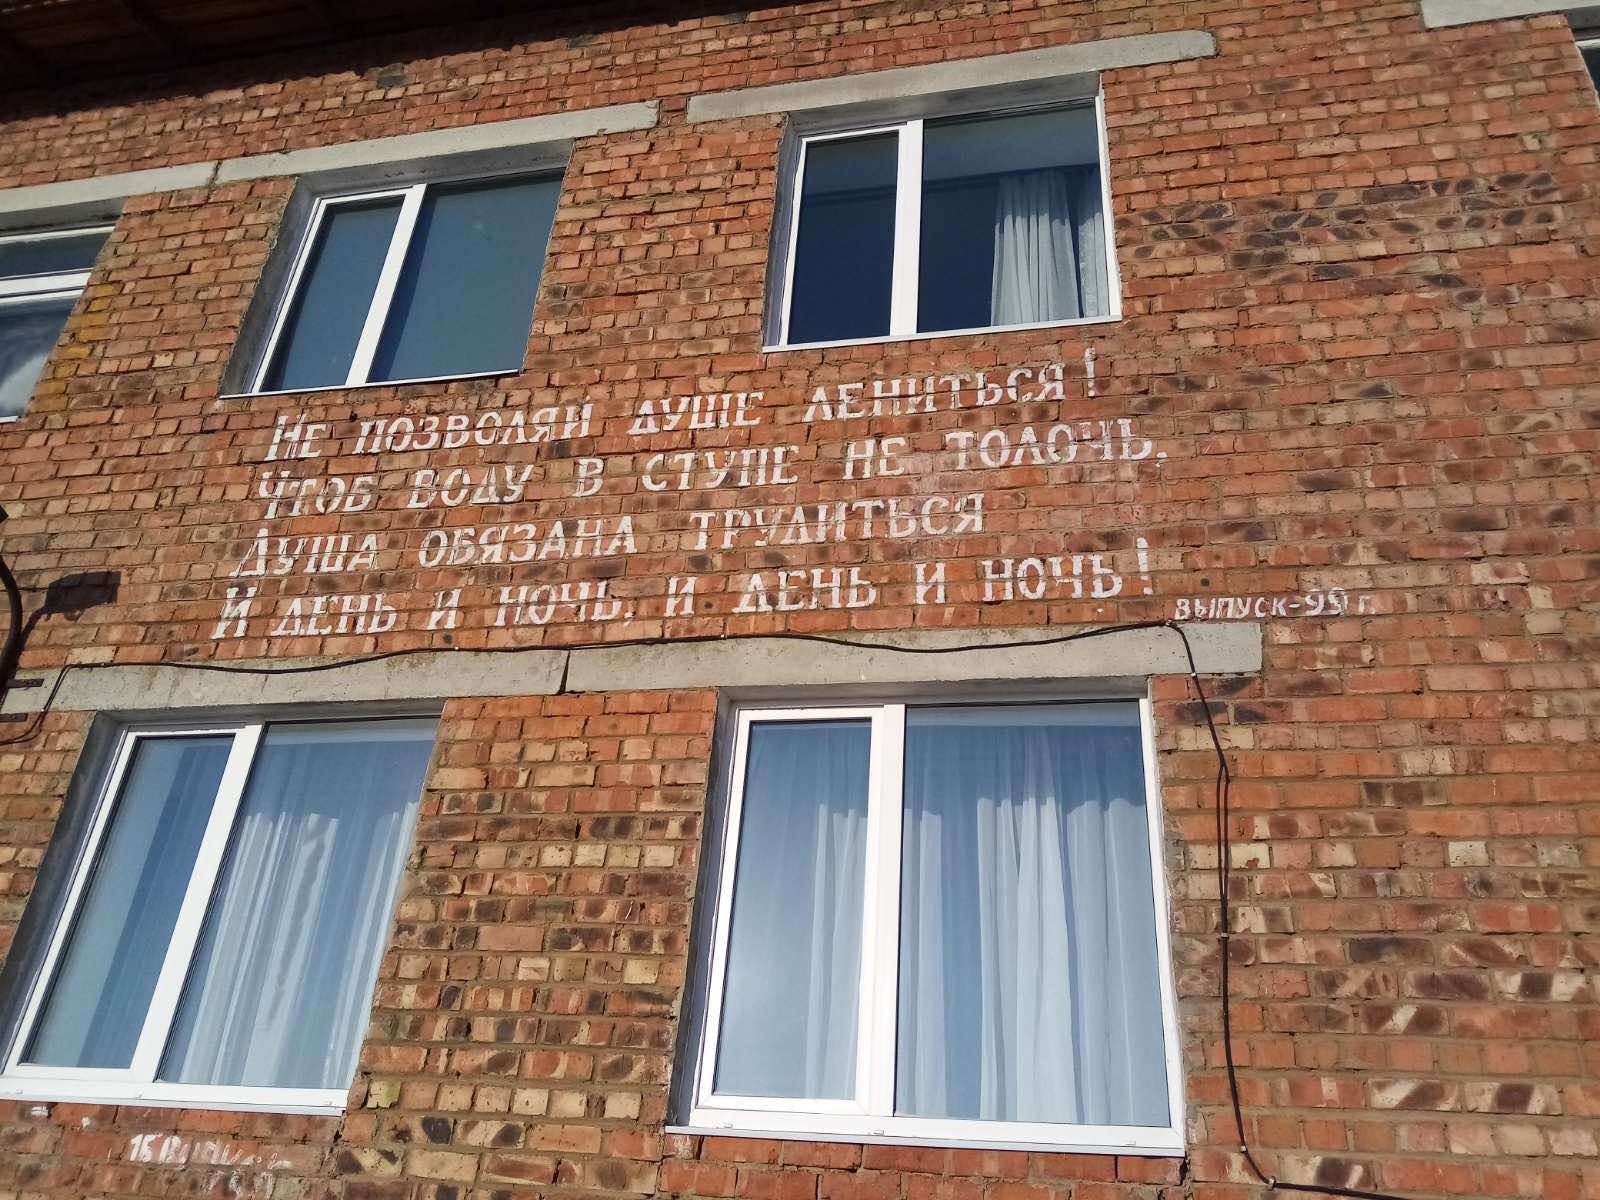 Не позволяй душе лениться!
Чтоб воду в ступе не толочь,
Душа обязана трудиться
И день и ночь, и день и ночь!
выпуск-99 г.